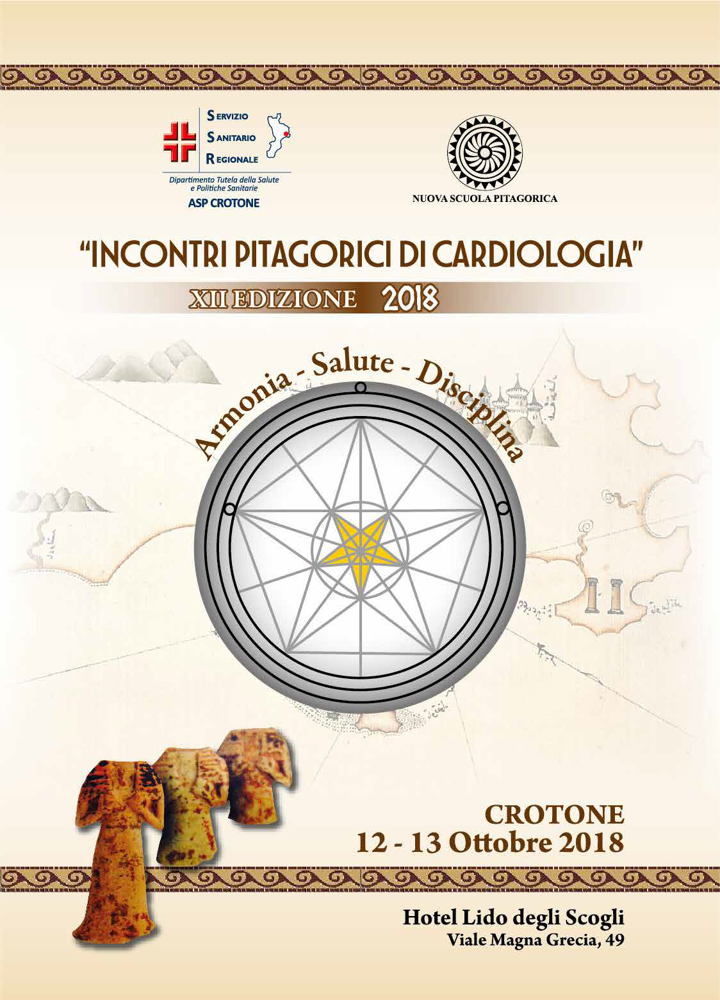 SERVIZIO
SANITARIO
REGIONALE
Dipartimento Tutela della Salute
e Politiche Sanitarie
ASP CROTONE
NUOVA SCUOLA PITAGORICA
“INCONTRI PITAGORICI DI CARDIOLOGIA”
XII EDIZIONE 2018
Armonia - Salute - Disciplina
CROTONE
12 - 13 Ottobre 2018
Hotel Lido degli Scogli
Viale Magna Grecia, 49